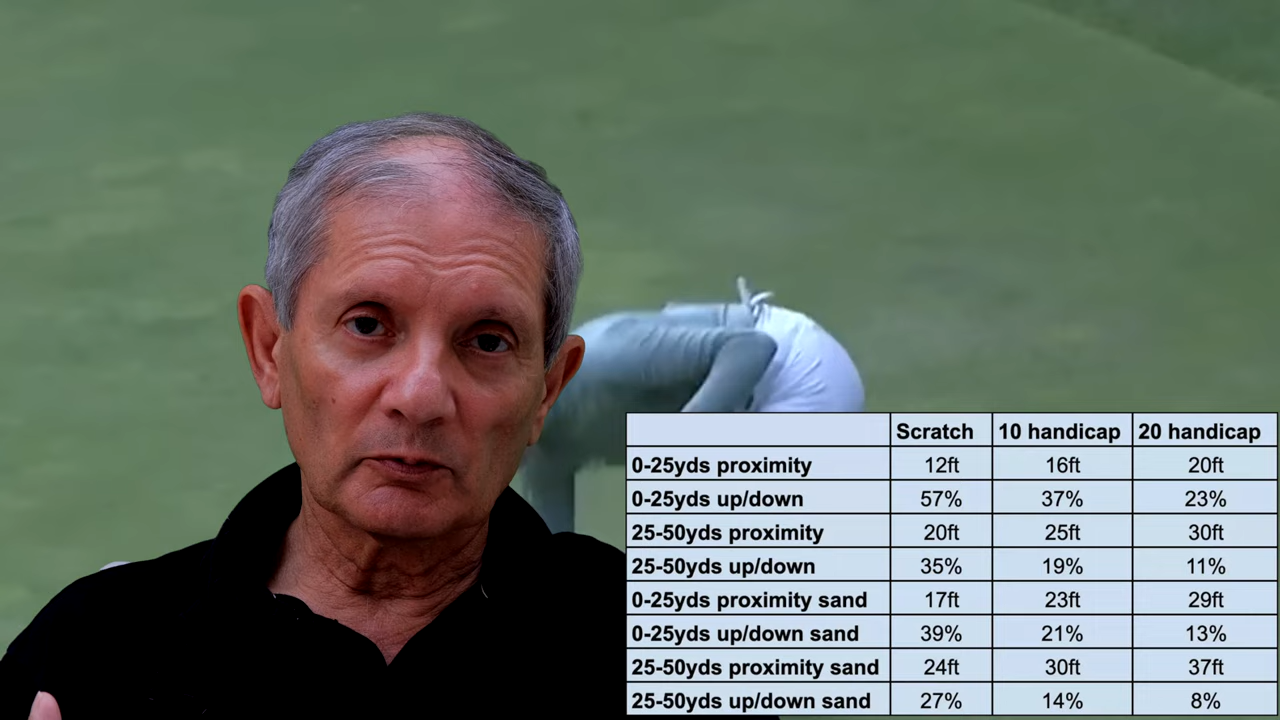 Scratch 10 handicap 20 handicap
0-25yds proximity 12ft 16ft 20ft
0-25yds up/down 57% 37% 23%
25-50yds proximity 20ft 25ft 30ft
25-50yds up/down 35% 19% 11%
0-25yds proximity sand 17ft 23ft 29ft
0-25yds up/down sand 39% 21% 13%
25-50yds proximity sand 24ft 30ft 37ft
25-50yds up/down sand 27% 14% 8%